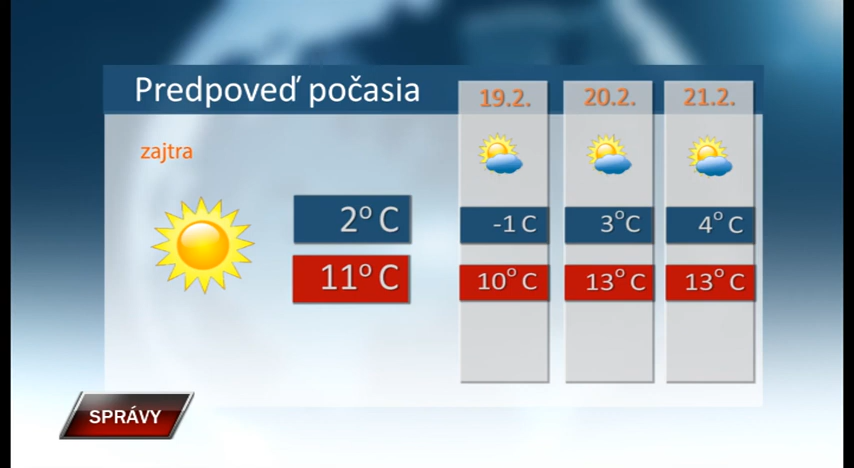 Predpoveď počasia
zajtra
2° C
11° C
19.2.
-1 C
10° C
20.2.
3°C
13° C
21.2.
4° C
13° C
SPRÁVY